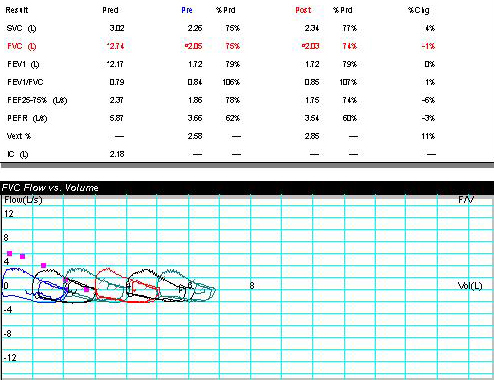 Result Pred Pre %Prd Post %Prd %Chg
SVC (L) 3.02 2.26 75% 2.34 77% 4%
FVC (L) *2.74 *2.05 75% *2.03 74% -1%
FEV1 (L) *2.17 1.72 79% 1.72 79% 0%
FEV1/FVC 0.79 0.84 106% 0.85 107% 1%
FEF25-75% (L/s) 2.37 1.86 78% 1.75 74% -6%
PEFR (L/s) 5.87 3.66 62% 3.54 60% -3%
Vext % — 2.58 — 2.85 — 11%
IC (L) 2.18 — — — — —
FVC Flow vs. Volume
Flow(L/s) F/V
12
8
4
0 8 Vol(L)
-4
-8
-12